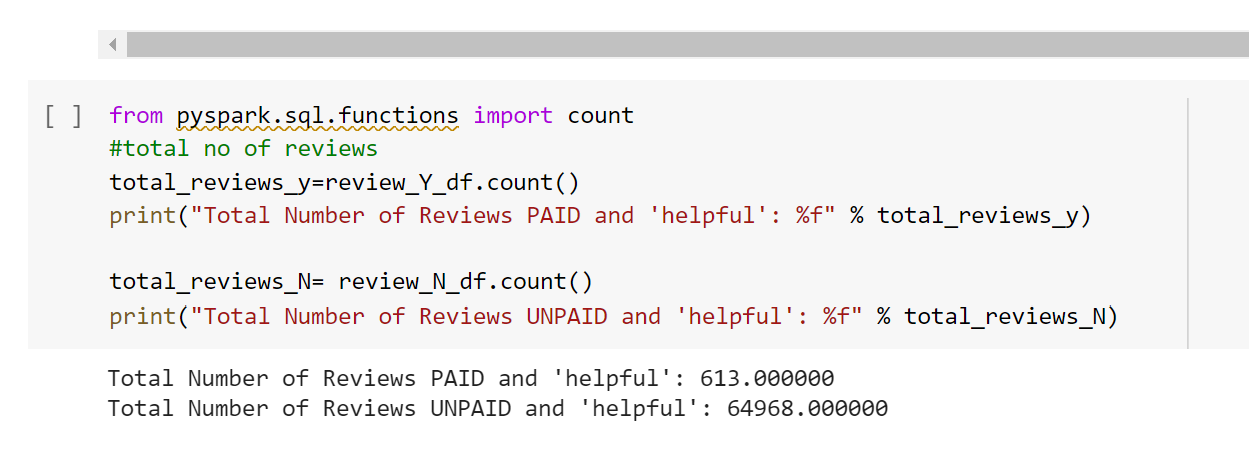 [ ] from pyspark.sql.functions import count
#total no of reviews
total_reviews_y=review_Y_df.count()
print("Total Number of Reviews PAID and 'helpful': %f" % total_reviews_y)
total_reviews_N= review_N_df.count()
print("Total Number of Reviews UNPAID and 'helpful': %f" % total_reviews_N)
Total Number of Reviews PAID and 'helpful': 613.000000
Total Number of Reviews UNPAID and 'helpful': 64968.000000